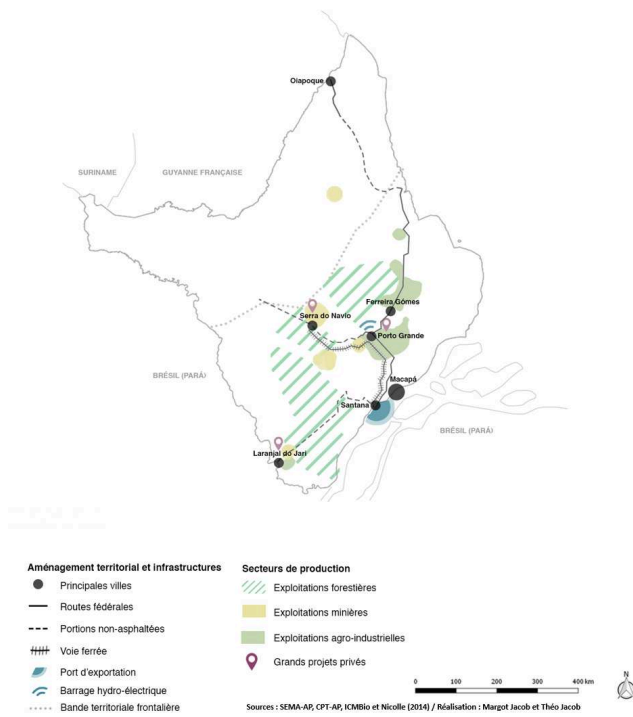 Oiapoque
SURINAME
GUYANNE FRANÇAISE
Ferreira Gomes
Serra do Navio
Porto Grande
BRÉSIL (PARÁ)
Macapá
Santana
BRÉSIL (PARÁ)
Laranjal do Jari
Aménagement territorial et infrastructures
Principales villes
Routes fédérales
Portions non-asphaltées
Voie ferrée
Port d'exportation
Barrage hydro-électrique
Bande territoriale frontalière
Secteurs de production
Exploitations forestières
Exploitations minières
Exploitations agro-industrielles
Grands projets privés
0 100 200 300 400 km
N
Sources : SEMA-AP, CPT-AP, ICMBio et Nicolle (2014) / Réalisation : Margot Jacob et Théo Jacob